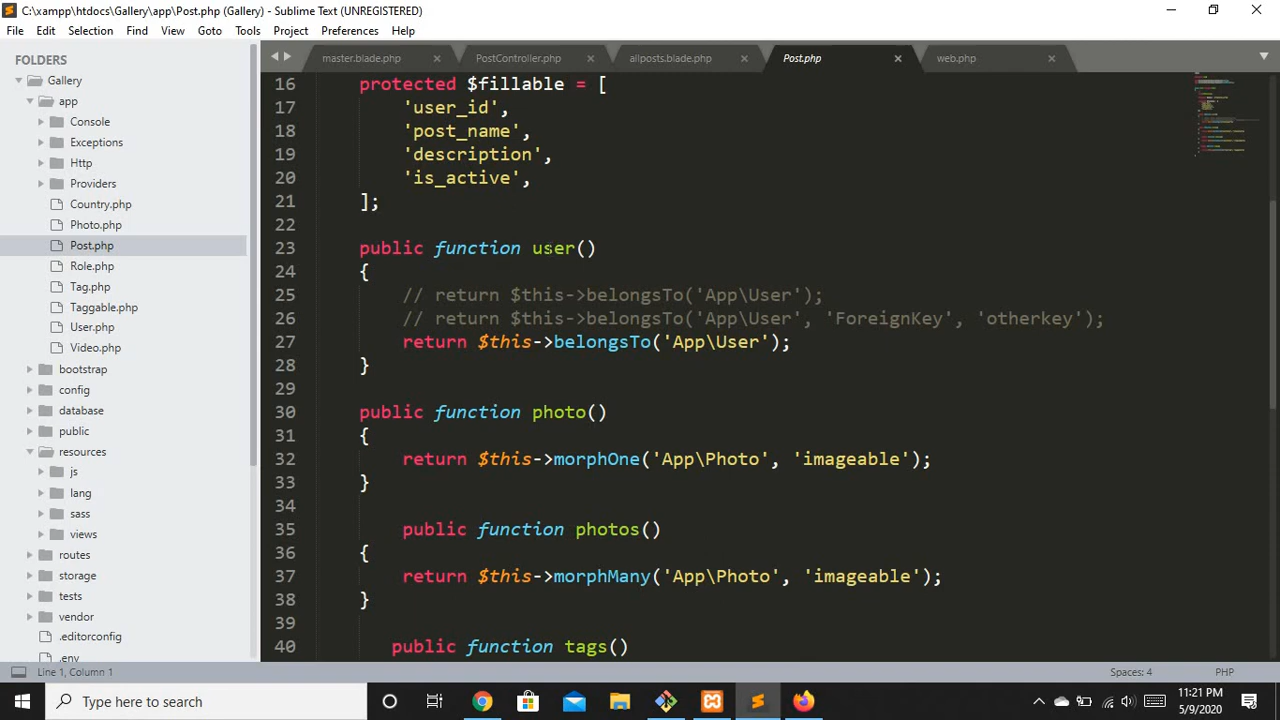 C:\xampp\htdocs\Gallery\app\Post.php (Gallery) - Sublime Text (UNREGISTERED)
File Edit Selection Find View Goto Tools Project Preferences Help
FOLDERS
Gallery
app
Console
Exceptions
Http
Providers
Country.php
Photo.php
Post.php
Role.php
Tag.php
Taggable.php
User.php
Video.php
bootstrap
config
database
public
resources
js
lang
sass
views
routes
storage
tests
vendor
.editorconfig
.env
master.blade.php PostController.php allposts.blade.php Post.php web.php
16 protected $fillable = [
17 'user_id',
18 'post_name',
19 'description',
20 'is_active',
21 ];
22
23 public function user()
24 {
25 // return $this->belongsTo('App\User');
26 // return $this->belongsTo('App\User', 'ForeignKey', 'otherkey');
27 return $this->belongsTo('App\User');
28 }
29
30 public function photo()
31 {
32 return $this->morphOne('App\Photo', 'imageable');
33 }
34
35 public function photos()
36 {
37 return $this->morphMany('App\Photo', 'imageable');
38 }
39
40 public function tags()
Line 1, Column 1 Spaces: 4 PHP
Type here to search
11:21 PM
5/9/2020